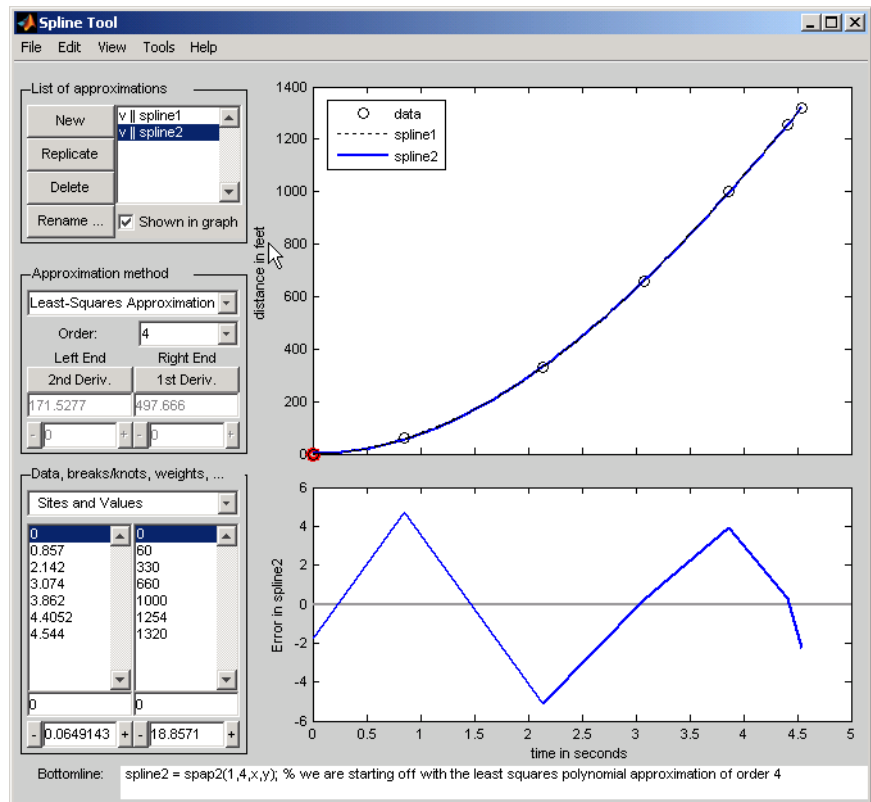 Spline Tool
File Edit View Tools Help
List of approximations
New
Replicate
Delete
Rename ...
v || spline1
v || spline2
Shown in graph
Approximation method
Least-Squares Approximation
Order: 4
Left End Right End
2nd Deriv. 1st Deriv.
171.5277 497.666
- 0 + - 0 +
Data, breaks/knots, weights, ...
Sites and Values
0 0
0.857 60
2.142 330
3.074 660
3.862 1000
4.4052 1254
4.544 1320
0 0
- 0.0649143 + - 18.8571 +
1400
1200
1000
800
600
400
200
0
distance in feet
data
spline1
spline2
6
4
2
0
-2
-4
-6
Error in spline2
0 0.5 1 1.5 2 2.5 3 3.5 4 4.5 5
time in seconds
Bottomline: spline2 = spap2(1,4,x,y); % we are starting off with the least squares polynomial approximation of order 4